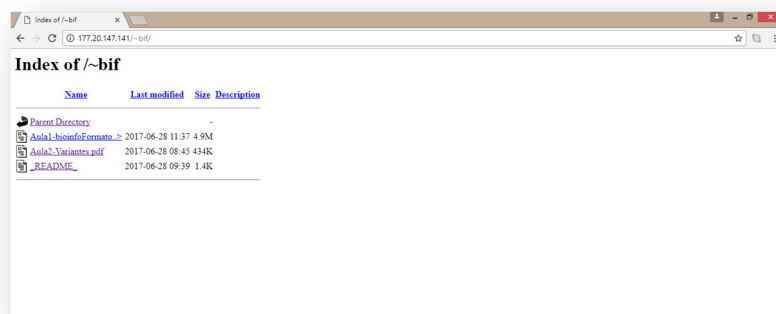 Index of /~bif
177.20.147.141/~bif/
Index of /~bif
Name Last modified Size Description
Parent Directory -
Aula1-bioinfoFormato..> 2017-06-28 11:37 4.9M
Aula2-Variantes.pdf 2017-06-28 08:45 434K
_README_ 2017-06-28 09:39 1.4K